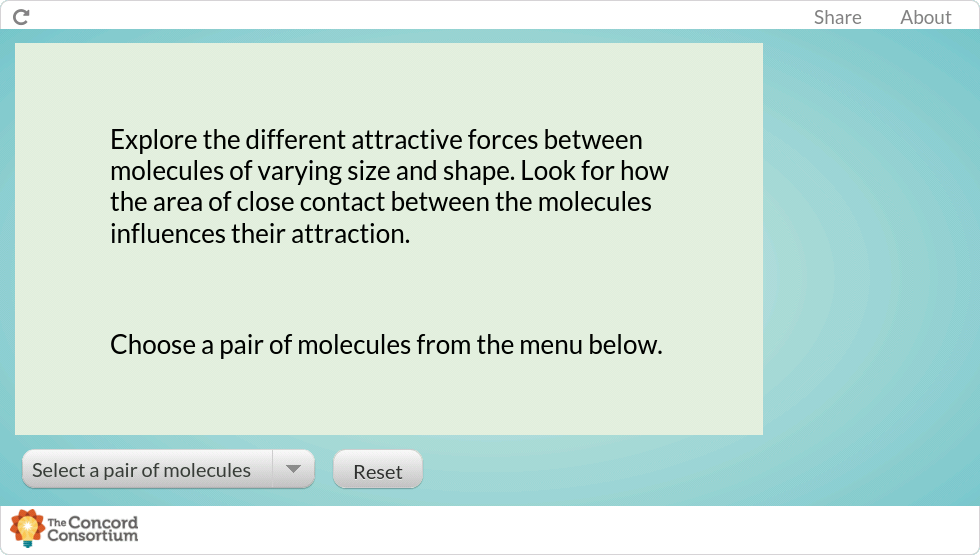 Share About
Explore the different attractive forces between
molecules of varying size and shape. Look for how
the area of close contact between the molecules
influences their attraction.
Choose a pair of molecules from the menu below.
Select a pair of molecules Reset
The Concord
Consortium